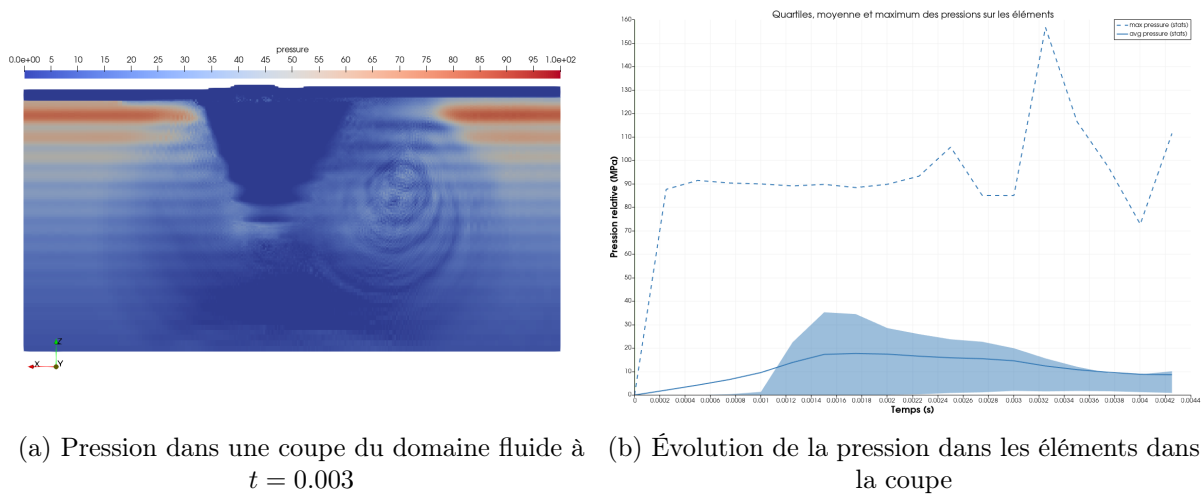 pressure
0.0e+00 5 10 15 20 25 30 35 40 45 50 55 60 65 70 75 80 85 90 95 1.0e+02
Z
X Y
Quartiles, moyenne et maximum des pressions sur les éléments
max pressure (stats)
avg pressure (stats)
Pression relative (MPa)
160
150
140
130
120
110
100
90
80
70
60
50
40
30
20
10
0
0 0.0002 0.0004 0.0006 0.0008 0.001 0.0012 0.0014 0.0016 0.0018 0.002 0.0022 0.0024 0.0026 0.0028 0.003 0.0032 0.0034 0.0036 0.0038 0.004 0.0042 0.0044
Temps (s)
(a) Pression dans une coupe du domaine fluide à
t = 0.003
(b) Évolution de la pression dans les éléments dans
la coupe